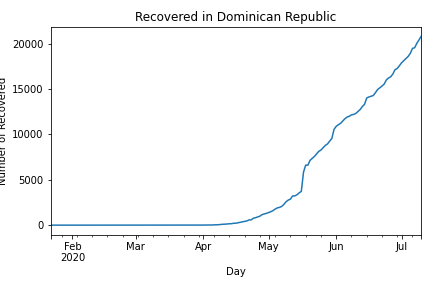 Recovered in Dominican Republic
20000
15000
10000
5000
0
Number of Recovered
Feb
2020
Mar
Apr
May
Jun
Jul
Day